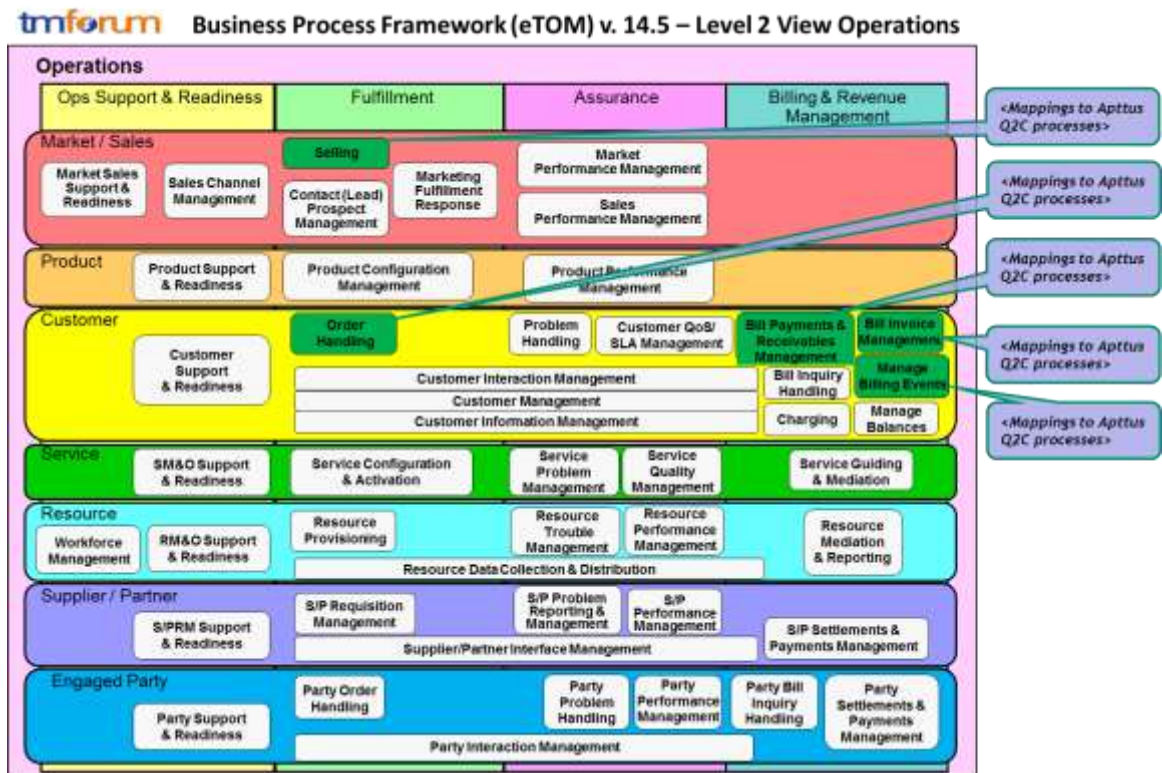 tmforum
Business Process Framework (eTOM) v. 14.5 – Level 2 View Operations
Operations
Ops Support & Readiness
Fulfillment
Assurance
Billing & Revenue
Management
Market / Sales
Market Sales
Support &
Readiness
Sales Channel
Management
Selling
Contact (Lead)
Prospect
Management
Marketing
Fulfillment
Response
Market
Performance Management
Sales
Performance Management
Product
Product Support
& Readiness
Product Configuration
Management
Product Performance
Management
Customer
Customer
Support
& Readiness
Order
Handling
Problem
Handling
Customer QoS/
SLA Management
Bill Payments &
Receivables
Management
Bill Invoice
Management
Manage
Billing Events
Customer Interaction Management
Customer Management
Customer Information Management
Bill Inquiry
Handling
Charging
Manage
Balances
Service
SM&O Support
& Readiness
Service Configuration
& Activation
Service
Problem
Management
Service
Quality
Management
Service Guiding
& Mediation
Resource
Workforce
Management
RM&O Support
& Readiness
Resource
Provisioning
Resource
Trouble
Management
Resource
Performance
Management
Resource
Mediation
& Reporting
Resource Data Collection & Distribution
Supplier / Partner
S/PRM Support
& Readiness
S/P Requisition
Management
S/P Problem
Reporting &
Management
S/P
Performance
Management
S/P Settlements &
Payments Management
Supplier/Partner Interface Management
Engaged Party
Party Support
& Readiness
Party Order
Handling
Party
Problem
Handling
Party
Performance
Management
Party Bill
Inquiry
Handling
Party
Settlements &
Payments
Management
Party Interaction Management
<Mappings to Apttus
Q2C processes>
<Mappings to Apttus
Q2C processes>
<Mappings to Apttus
Q2C processes>
<Mappings to Apttus
Q2C processes>
<Mappings to Apttus
Q2C processes>